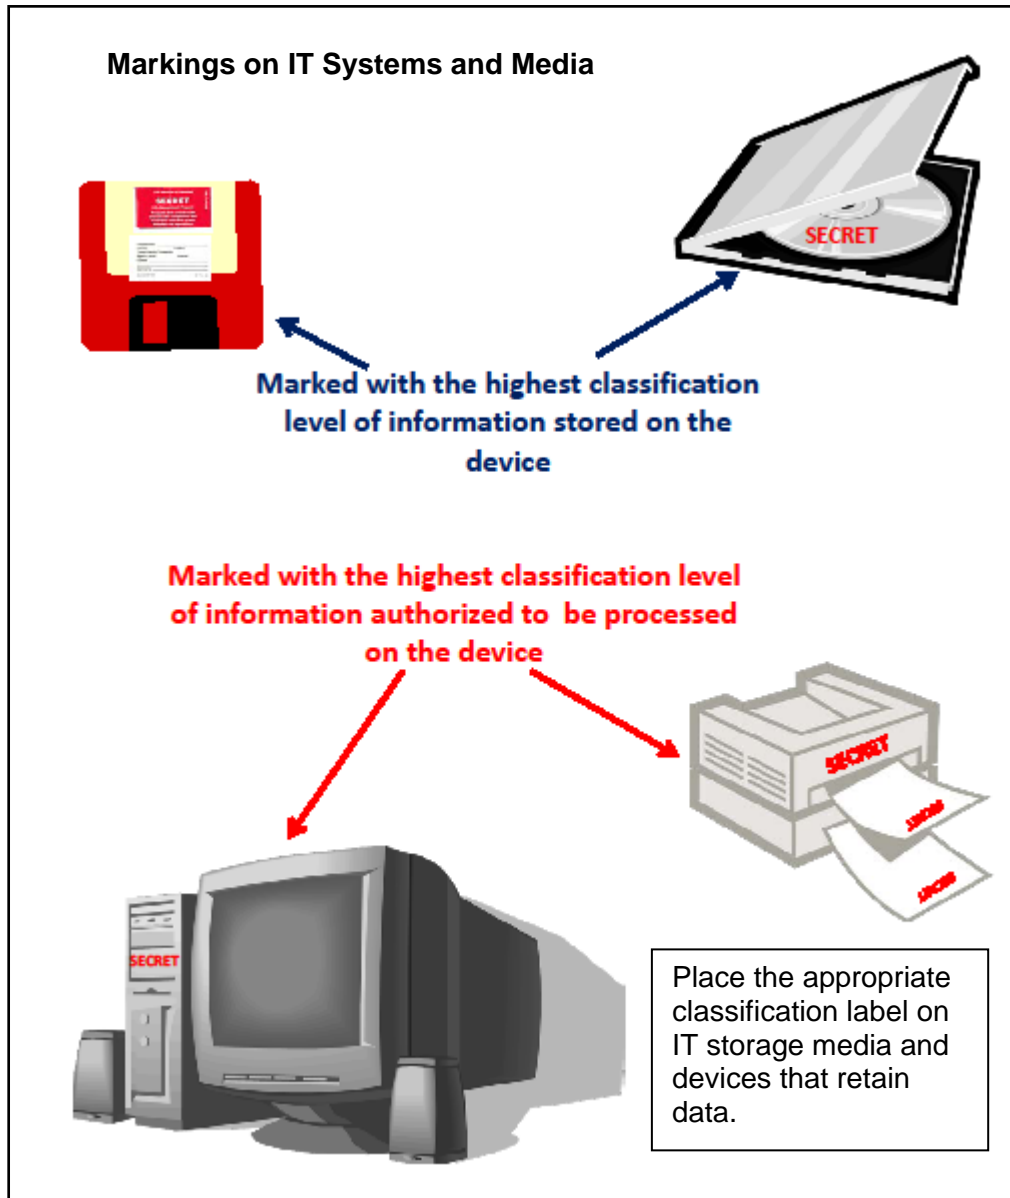 Markings on IT Systems and Media
SECRET
SECRET
Marked with the highest classification
level of information stored on the
device
Marked with the highest classification level
of information authorized to be processed
on the device
SECRET
SECRET
SECRET
SECRET
Place the appropriate
classification label on
IT storage media and
devices that retain
data.